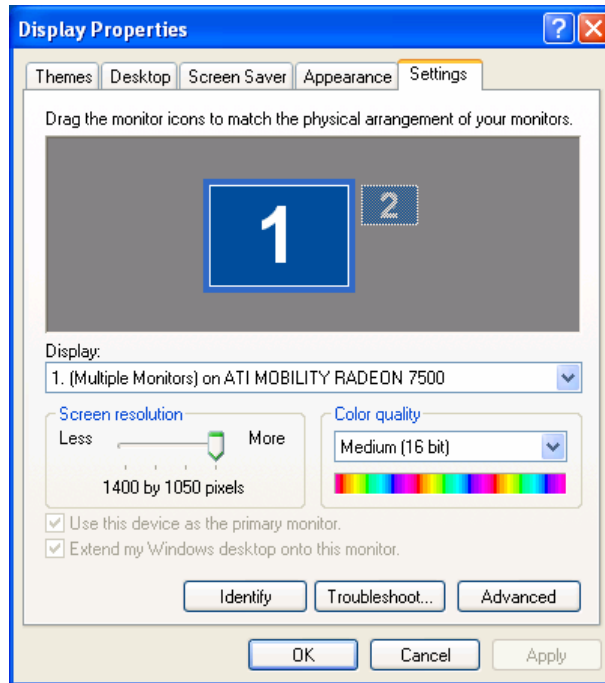 Display Properties
Themes Desktop Screen Saver Appearance Settings
Drag the monitor icons to match the physical arrangement of your monitors.
1 2
Display:
1. (Multiple Monitors) on ATI MOBILITY RADEON 7500
Screen resolution Color quality
Less More Medium (16 bit)
1400 by 1050 pixels
Use this device as the primary monitor.
Extend my Windows desktop onto this monitor.
Identify Troubleshoot... Advanced
OK Cancel Apply